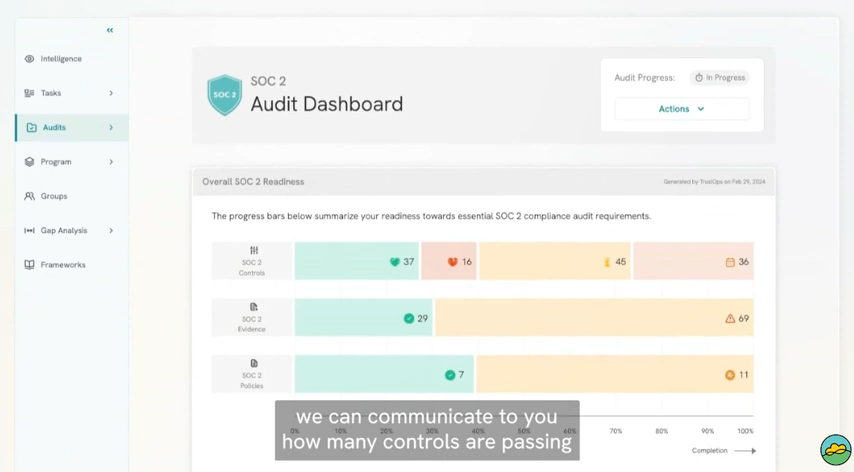 «
Intelligence
Tasks
Audits
Program
Groups
Gap Analysis
Frameworks
SOC 2
SOC 2
Audit Dashboard
Audit Progress:
In Progress
Actions
Overall SOC 2 Readiness
Generated by TrustOps on Feb 29, 2024
The progress bars below summarize your readiness towards essential SOC 2 compliance audit requirements.
SOC 2
Controls
37
16
45
36
SOC 2
Evidence
29
69
SOC 2
Policies
7
11
0% 10% 20% 30% 40% 50% 60% 70% 80% 90% 100%
Completion
we can communicate to you
how many controls are passing